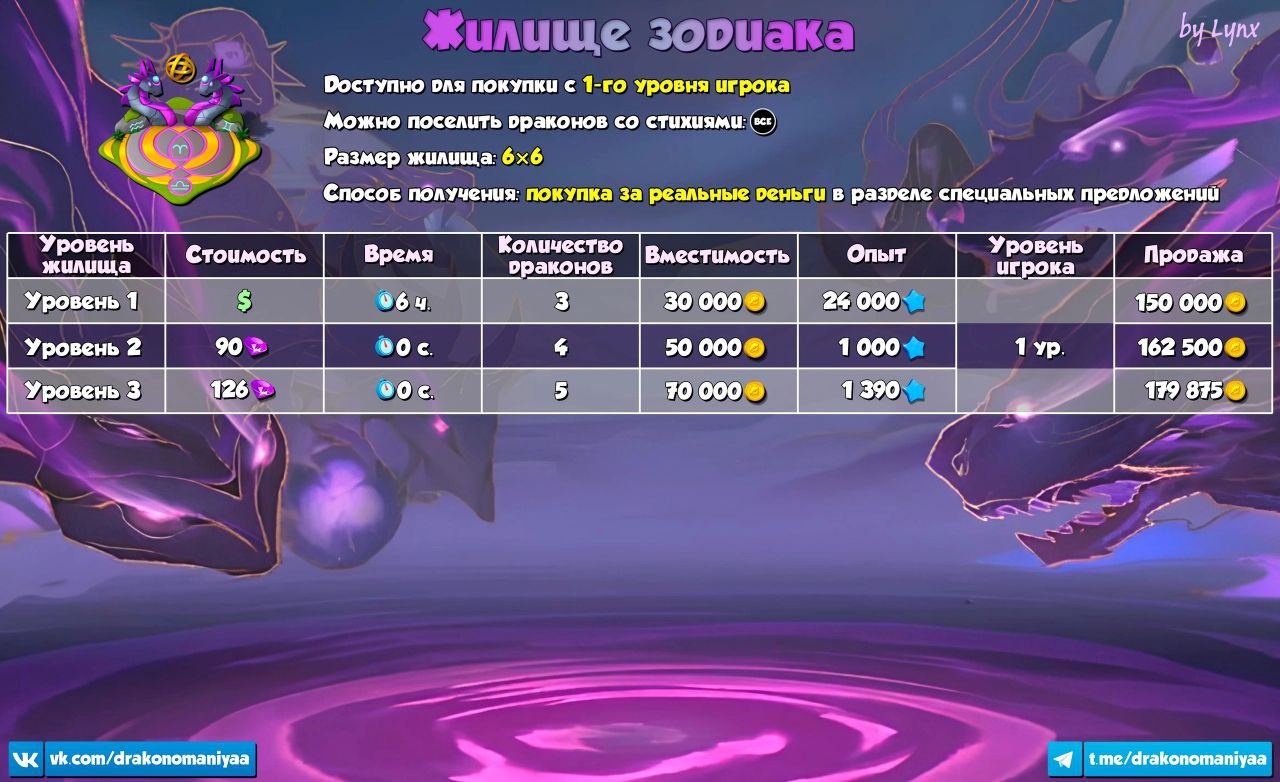 Жилище зодиака
by Lynx
Доступно для покупки с 1-го уровня игрока
Можно поселить драконов со стихиями: ВСЕ
Размер жилища: 6×6
Способ получения: покупка за реальные деньги в разделе специальных предложений
Уровень жилища Стоимость Время Количество драконов Вместимость Опыт Уровень игрока Продажа
Уровень 1 $ 6 ч. 3 30 000 24 000 150 000
Уровень 2 90 0 с. 4 50 000 1 000 1 ур. 162 500
Уровень 3 126 0 с. 5 70 000 1 390 179 875
vk.com/drakonomaniyaa
t.me/drakonomaniyaa